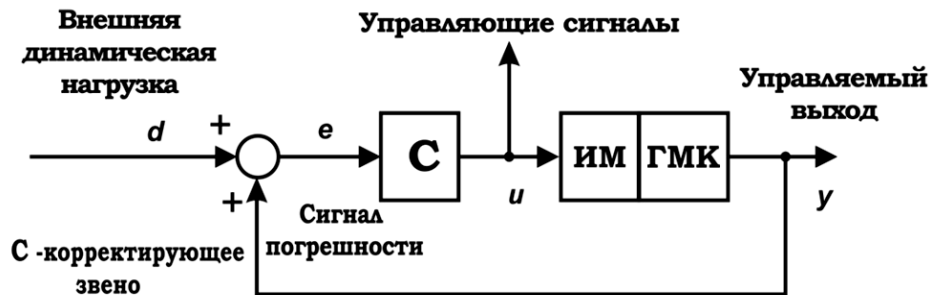 Внешняя
динамическая
нагрузка
Управляющие сигналы
Управляемый
выход
d
+
e
C
u
ИМ
ГМК
y
+
Сигнал
погрешности
C -корректирующее
звено